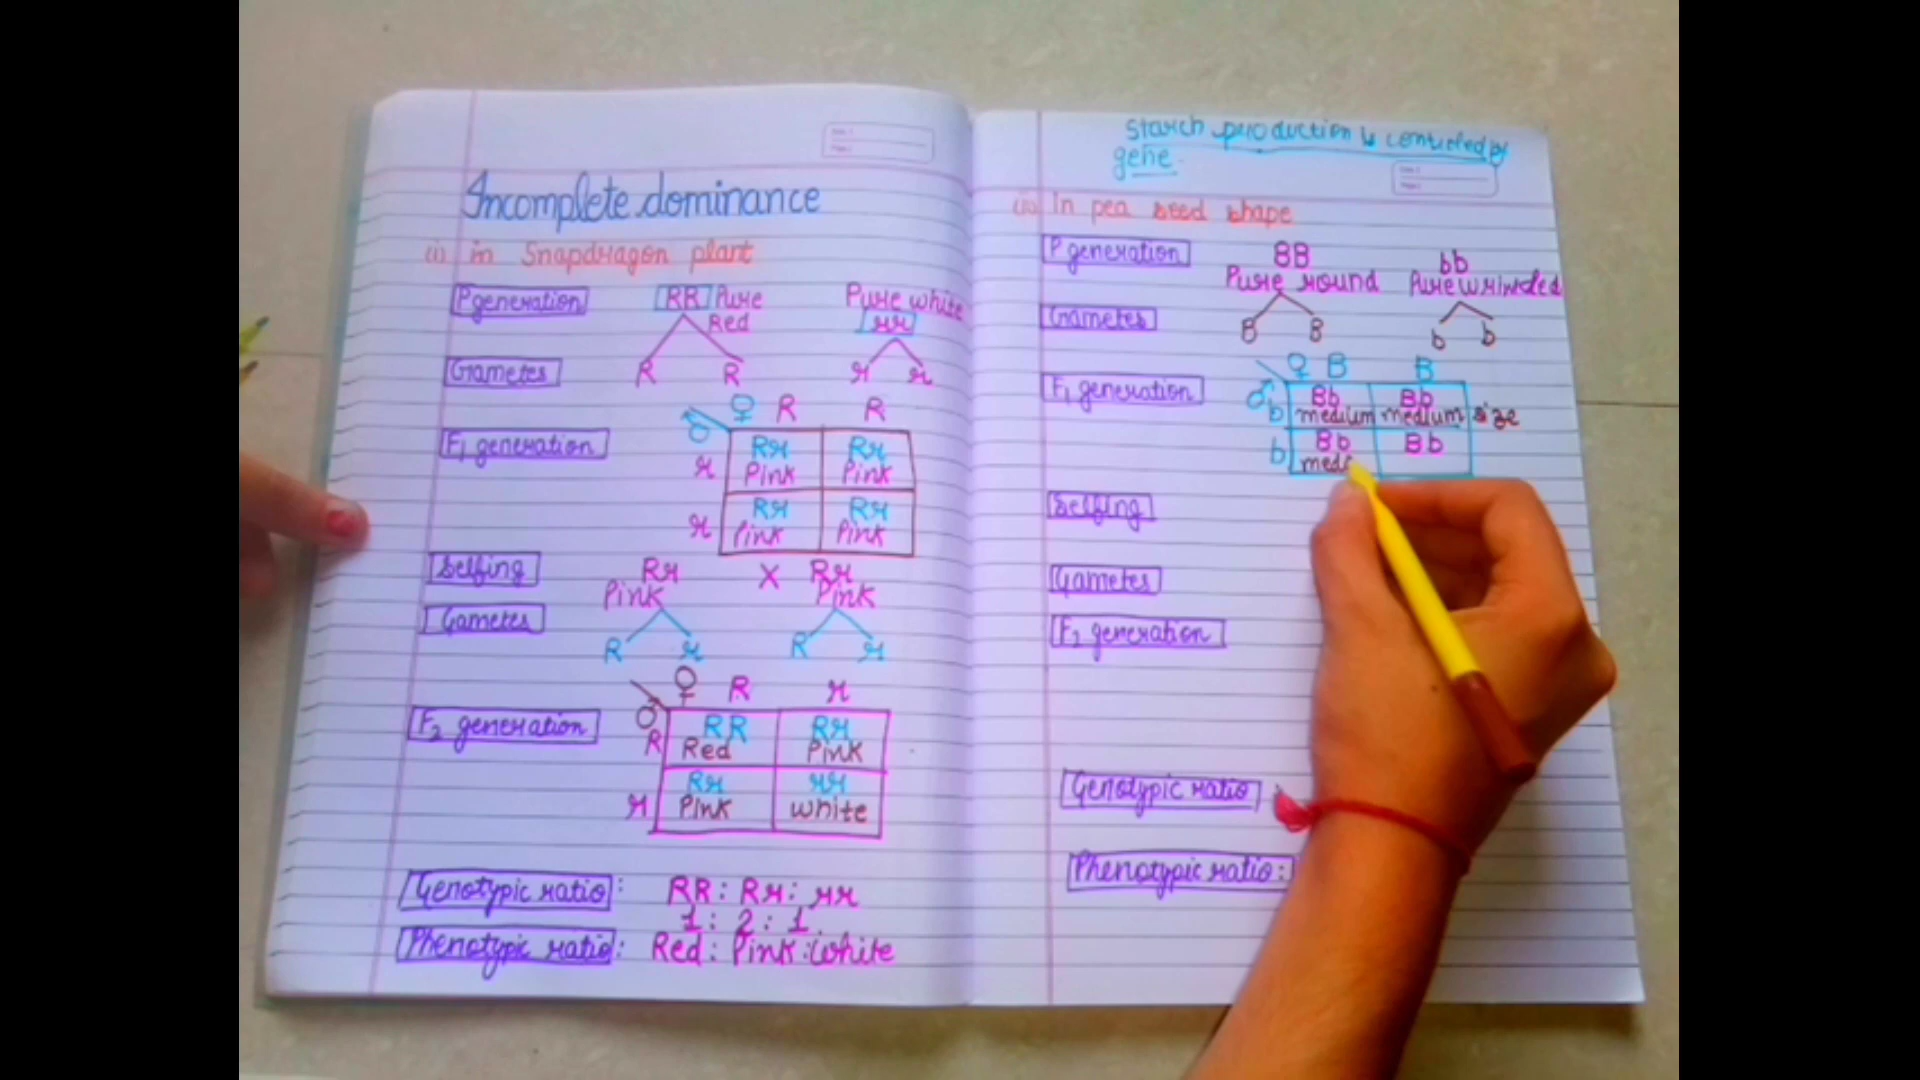 Incomplete dominance
(i) in Snapdragon plant
P generation RR Pure Red Pure white rr
Gametes R R r r
♀ R R
♂
F1 generation r Rr Pink Rr Pink
r Rr Pink Rr Pink
Selfing Rr Pink X Rr Pink
Gametes R r R r
♀ R r
♂
F2 generation R RR Red Rr Pink
r Rr Pink rr white
Genotypic ratio: RR : Rr : rr
1 : 2 : 1
Phenotypic ratio: Red : Pink : White
Starch production is controled by
gene.
(ii) In pea seed shape
P generation BB bb
Pure round Pure wrinkled
Gametes B B b b
♀ B B
♂
F1 generation b Bb medium Bb medium size
b Bb Bb
Selfing
Gametes
F2 generation
Genotypic ratio
Phenotypic ratio: